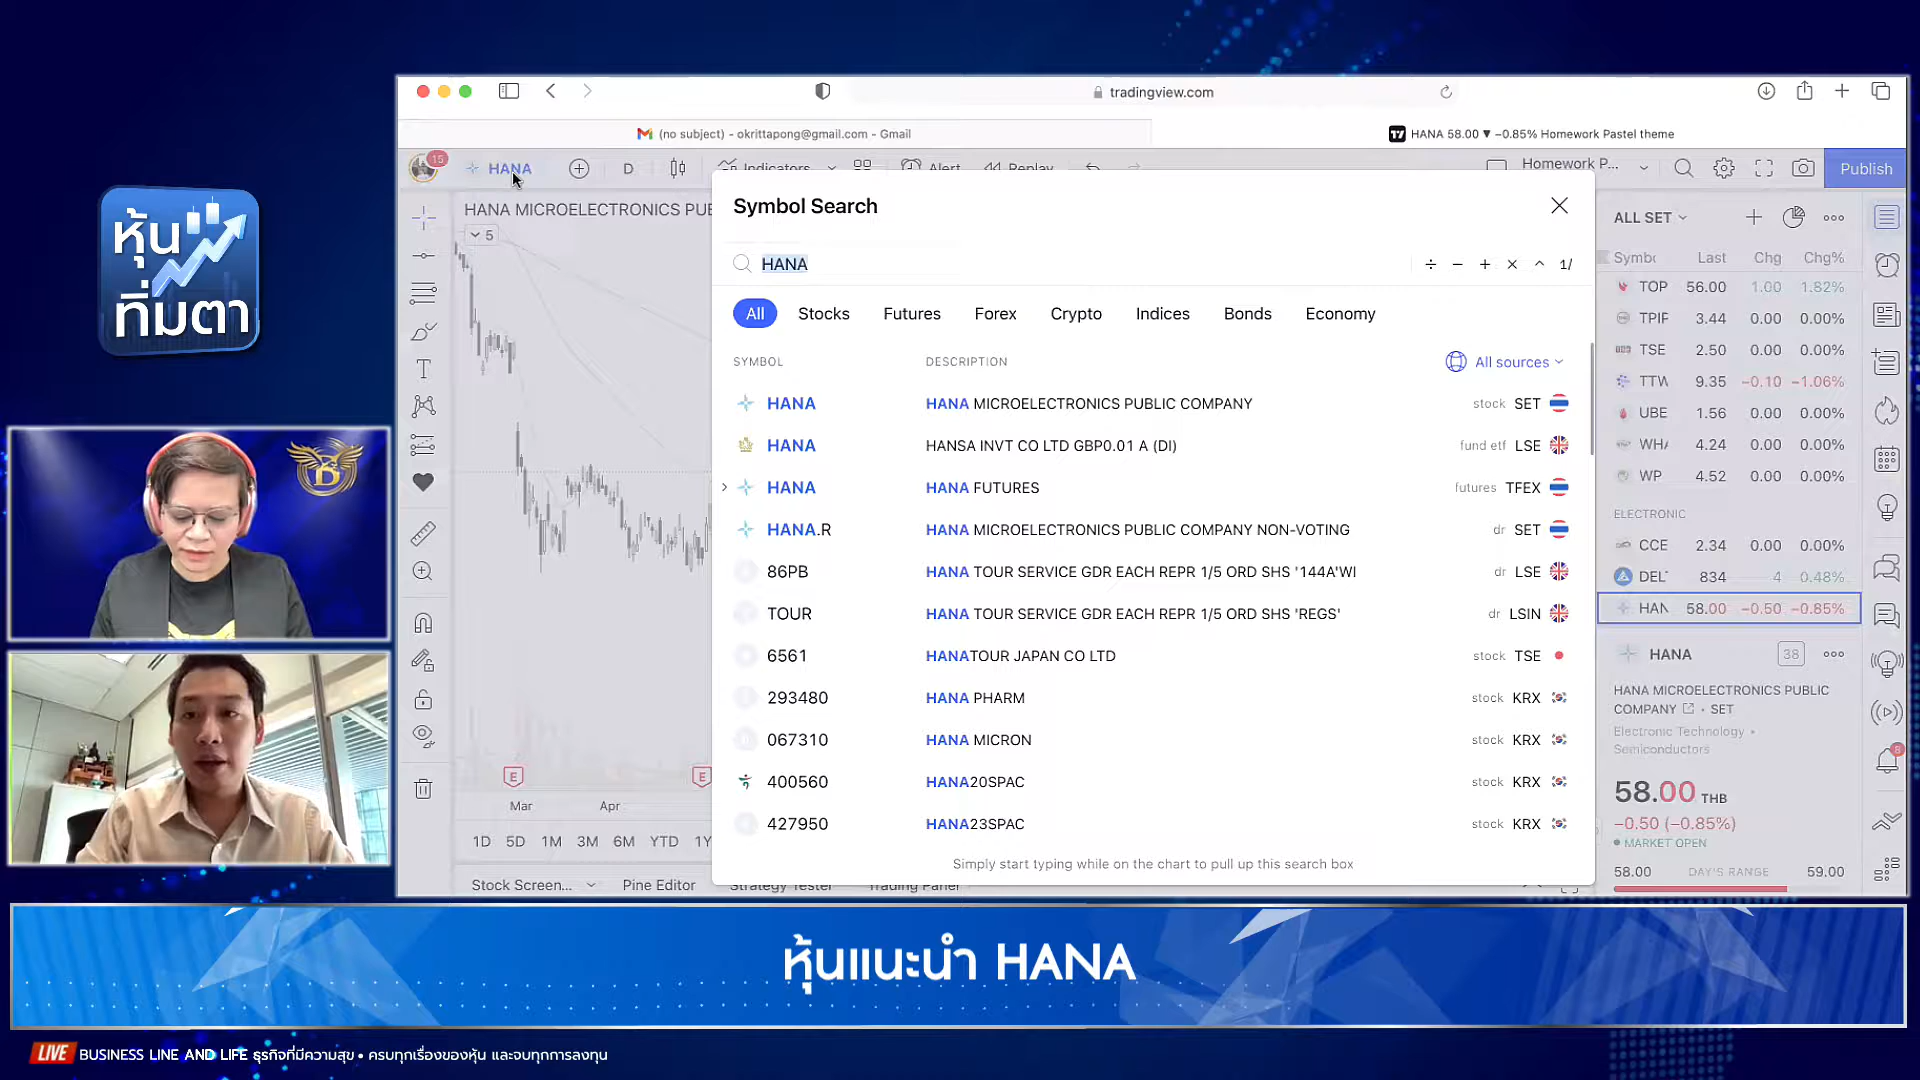 tradingview.com
(no subject) - okrittapong@gmail.com - Gmail
HANA 58.00 ▼ −0.85% Homework Pastel theme
15
HANA
D
Indicators
Alert
Replay
Homework P...
Publish
หุ้น
ทิ่มตา
HANA MICROELECTRONICS PUB
5
Symbol Search
HANA
÷ − + × ^ 1/
All Stocks Futures Forex Crypto Indices Bonds Economy
SYMBOL DESCRIPTION All sources
HANA HANA MICROELECTRONICS PUBLIC COMPANY stock SET
HANA HANSA INVT CO LTD GBP0.01 A (DI) fund etf LSE
HANA HANA FUTURES futures TFEX
HANA.R HANA MICROELECTRONICS PUBLIC COMPANY NON-VOTING dr SET
86PB HANA TOUR SERVICE GDR EACH REPR 1/5 ORD SHS '144A'WI dr LSE
TOUR HANA TOUR SERVICE GDR EACH REPR 1/5 ORD SHS 'REGS' dr LSIN
6561 HANATOUR JAPAN CO LTD stock TSE
293480 HANA PHARM stock KRX
067310 HANA MICRON stock KRX
400560 HANA20SPAC stock KRX
427950 HANA23SPAC stock KRX
Simply start typing while on the chart to pull up this search box
E E
Mar Apr
1D 5D 1M 3M 6M YTD 1Y
Stock Screen... Pine Editor Strategy Tester Trading Panel
ALL SET
Symbc Last Chg Chg%
TOP 56.00 1.00 1.82%
TPIP 3.44 0.00 0.00%
TSE 2.50 0.00 0.00%
TTW 9.35 −0.10 −1.06%
UBE 1.56 0.00 0.00%
WHA 4.24 0.00 0.00%
WP 4.52 0.00 0.00%
ELECTRONIC
CCE 2.34 0.00 0.00%
DEL 834 4 0.48%
HAN 58.00 −0.50 −0.85%
HANA 38
HANA MICROELECTRONICS PUBLIC
COMPANY • SET
Electronic Technology •
Semiconductors
58.00 THB
−0.50 (−0.85%)
MARKET OPEN
58.00 DAY'S RANGE 59.00
8
B
หุ้นแนะนำ HANA
LIVE BUSINESS LINE AND LIFE ธุรกิจที่มีความสุข • ครบทุกเรื่องของหุ้น และจบทุกการลงทุน